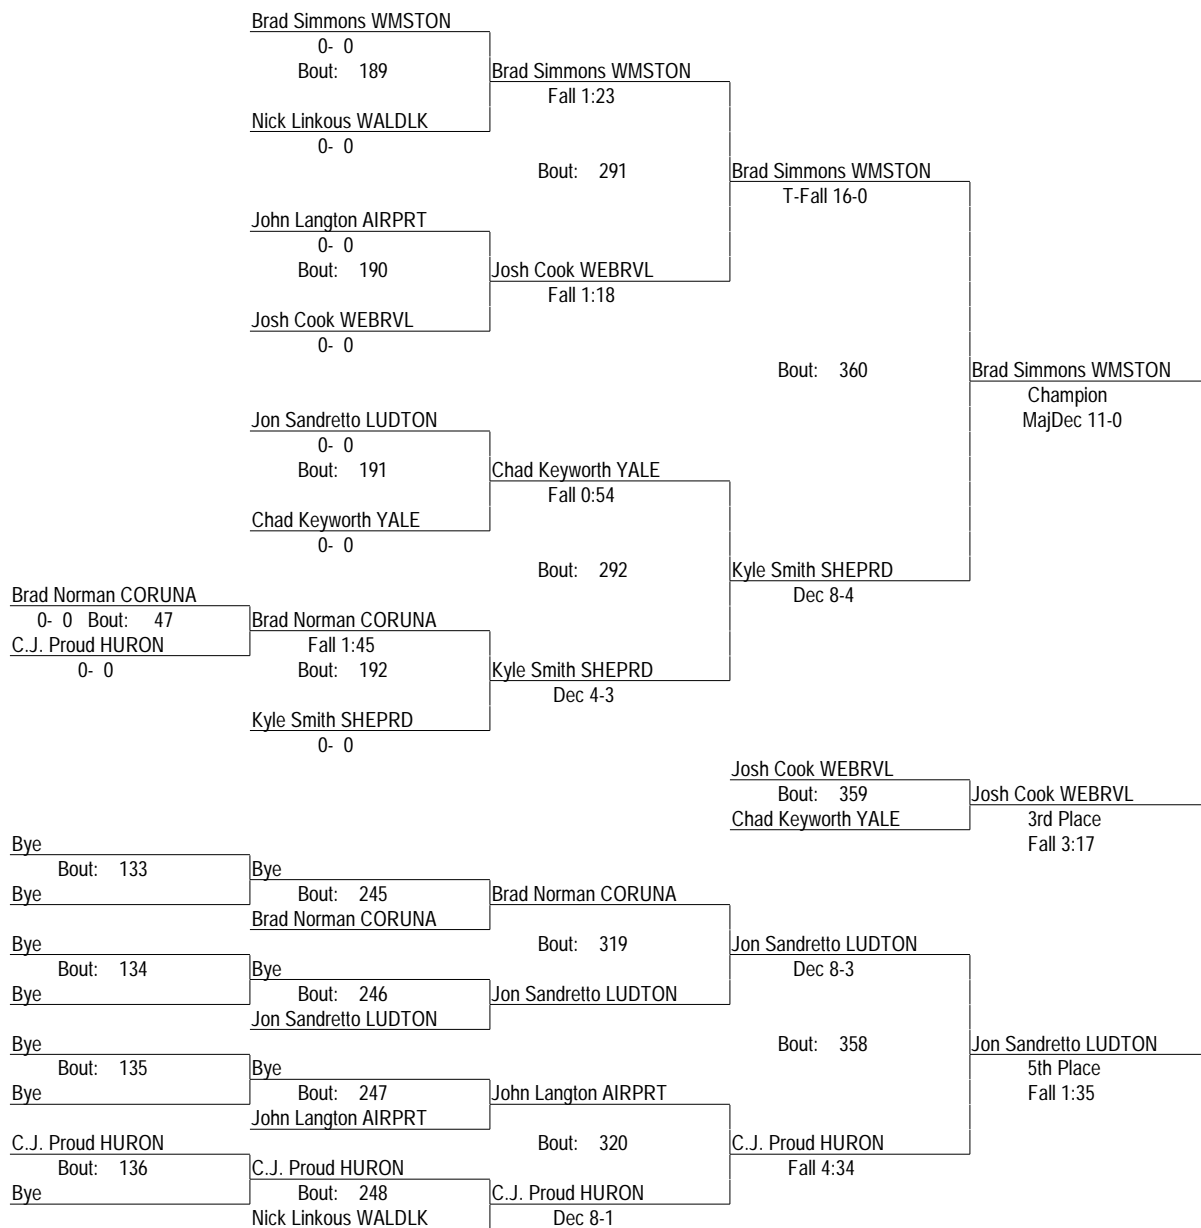 Brad Simmons WMSTON
0- 0
Bout: 189
Brad Simmons WMSTON
Fall 1:23
Nick Linkous WALDLK
0- 0
Bout: 291
Brad Simmons WMSTON
T-Fall 16-0
John Langton AIRPRT
0- 0
Bout: 190
Josh Cook WEBRVL
Fall 1:18
Josh Cook WEBRVL
0- 0
Bout: 360
Brad Simmons WMSTON
Champion
MajDec 11-0
Jon Sandretto LUDTON
0- 0
Bout: 191
Chad Keyworth YALE
Fall 0:54
Chad Keyworth YALE
0- 0
Bout: 292
Kyle Smith SHEPRD
Dec 8-4
Brad Norman CORUNA
0- 0 Bout: 47
C.J. Proud HURON
0- 0
Brad Norman CORUNA
Fall 1:45
Bout: 192
Kyle Smith SHEPRD
Dec 4-3
Kyle Smith SHEPRD
0- 0
Josh Cook WEBRVL
Bout: 359
Chad Keyworth YALE
Josh Cook WEBRVL
3rd Place
Fall 3:17
Bye
Bout: 133
Bye
Bye
Bout: 245
Brad Norman CORUNA
Brad Norman CORUNA
Bout: 319
Jon Sandretto LUDTON
Dec 8-3
Bye
Bout: 134
Bye
Bye
Bout: 246
Jon Sandretto LUDTON
Jon Sandretto LUDTON
Bout: 358
Jon Sandretto LUDTON
5th Place
Fall 1:35
Bye
Bout: 135
Bye
Bye
Bout: 247
John Langton AIRPRT
John Langton AIRPRT
Bout: 320
C.J. Proud HURON
Fall 4:34
C.J. Proud HURON
Bout: 136
Bye
C.J. Proud HURON
Bout: 248
Nick Linkous WALDLK
C.J. Proud HURON
Dec 8-1